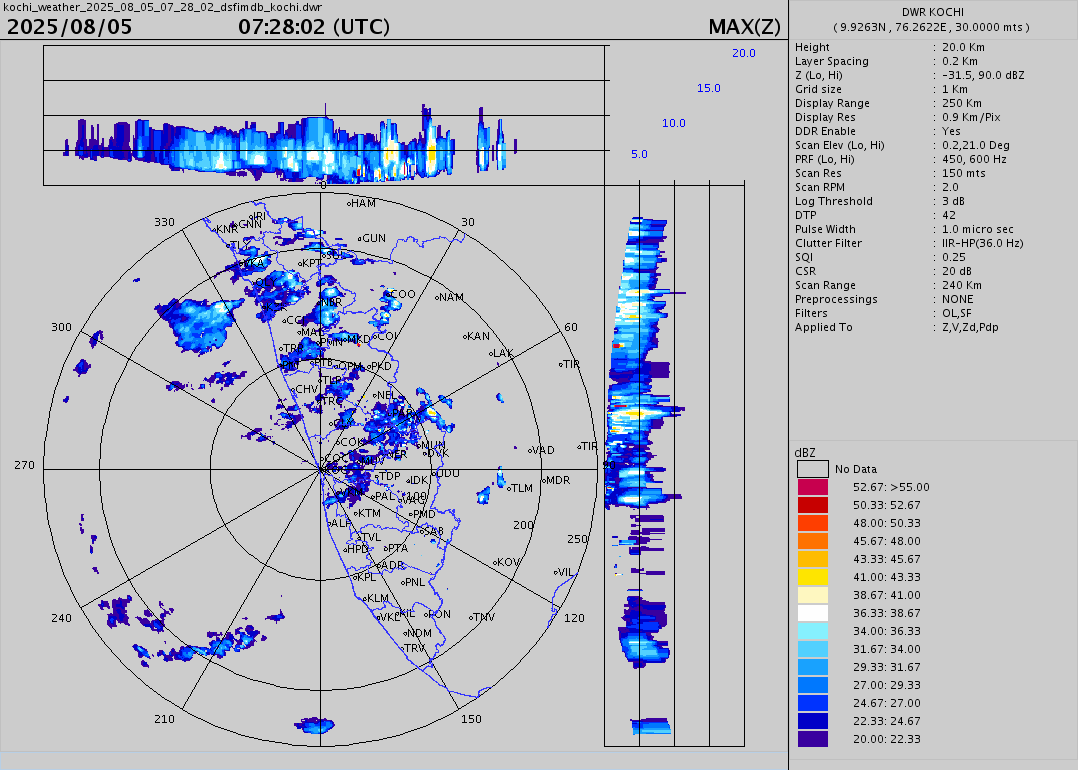 kochi_weather_2025_08_05_07_28_02_dsfimdb_kochi.dwr
2025/08/05 07:28:02 (UTC) MAX(Z)
20.0
15.0
10.0
5.0
0
DWR KOCHI
( 9.9263N , 76.2622E , 30.0000 mts )
Height : 20.0 Km
Layer Spacing : 0.2 Km
Z (Lo, Hi) : -31.5, 90.0 dBZ
Grid size : 1 Km
Display Range : 250 Km
Display Res : 0.9 Km/Pix
DDR Enable : Yes
Scan Elev (Lo, Hi) : 0.2,21.0 Deg
PRF (Lo, Hi) : 450, 600 Hz
Scan Res : 150 mts
Scan RPM : 2.0
Log Threshold : 3 dB
DTP : 42
Pulse Width : 1.0 micro sec
Clutter Filter : IIR-HP(36.0 Hz)
SQI : 0.25
CSR : 20 dB
Scan Range : 240 Km
Preprocessings : NONE
Filters : OL,SF
Applied To : Z,V,Zd,Pdp
HAM
IRI
330
GNN
30
KNR
GUN
TLY
KPT
COO
NAM
300
60
MAL
COI
KAN
PMN
MKD
LAK
TRR
PTB
OPM
PKD
TIR
CHV
NEL
COK
MUN
TIR
VAD
DVK
270
90
UDU
TDP
IDK
MDR
TLM
PAL
100
VAG
KTM
PMD
ALP
200
SAB
TVL
250
HPD
PTA
KOV
ADR
VIL
KPL
PNL
KLM
240
120
VKL
KIL
PON
TNV
NDM
TRV
210
150
dBZ
No Data
52.67: >55.00
50.33: 52.67
48.00: 50.33
45.67: 48.00
43.33: 45.67
41.00: 43.33
38.67: 41.00
36.33: 38.67
34.00: 36.33
31.67: 34.00
29.33: 31.67
27.00: 29.33
24.67: 27.00
22.33: 24.67
20.00: 22.33